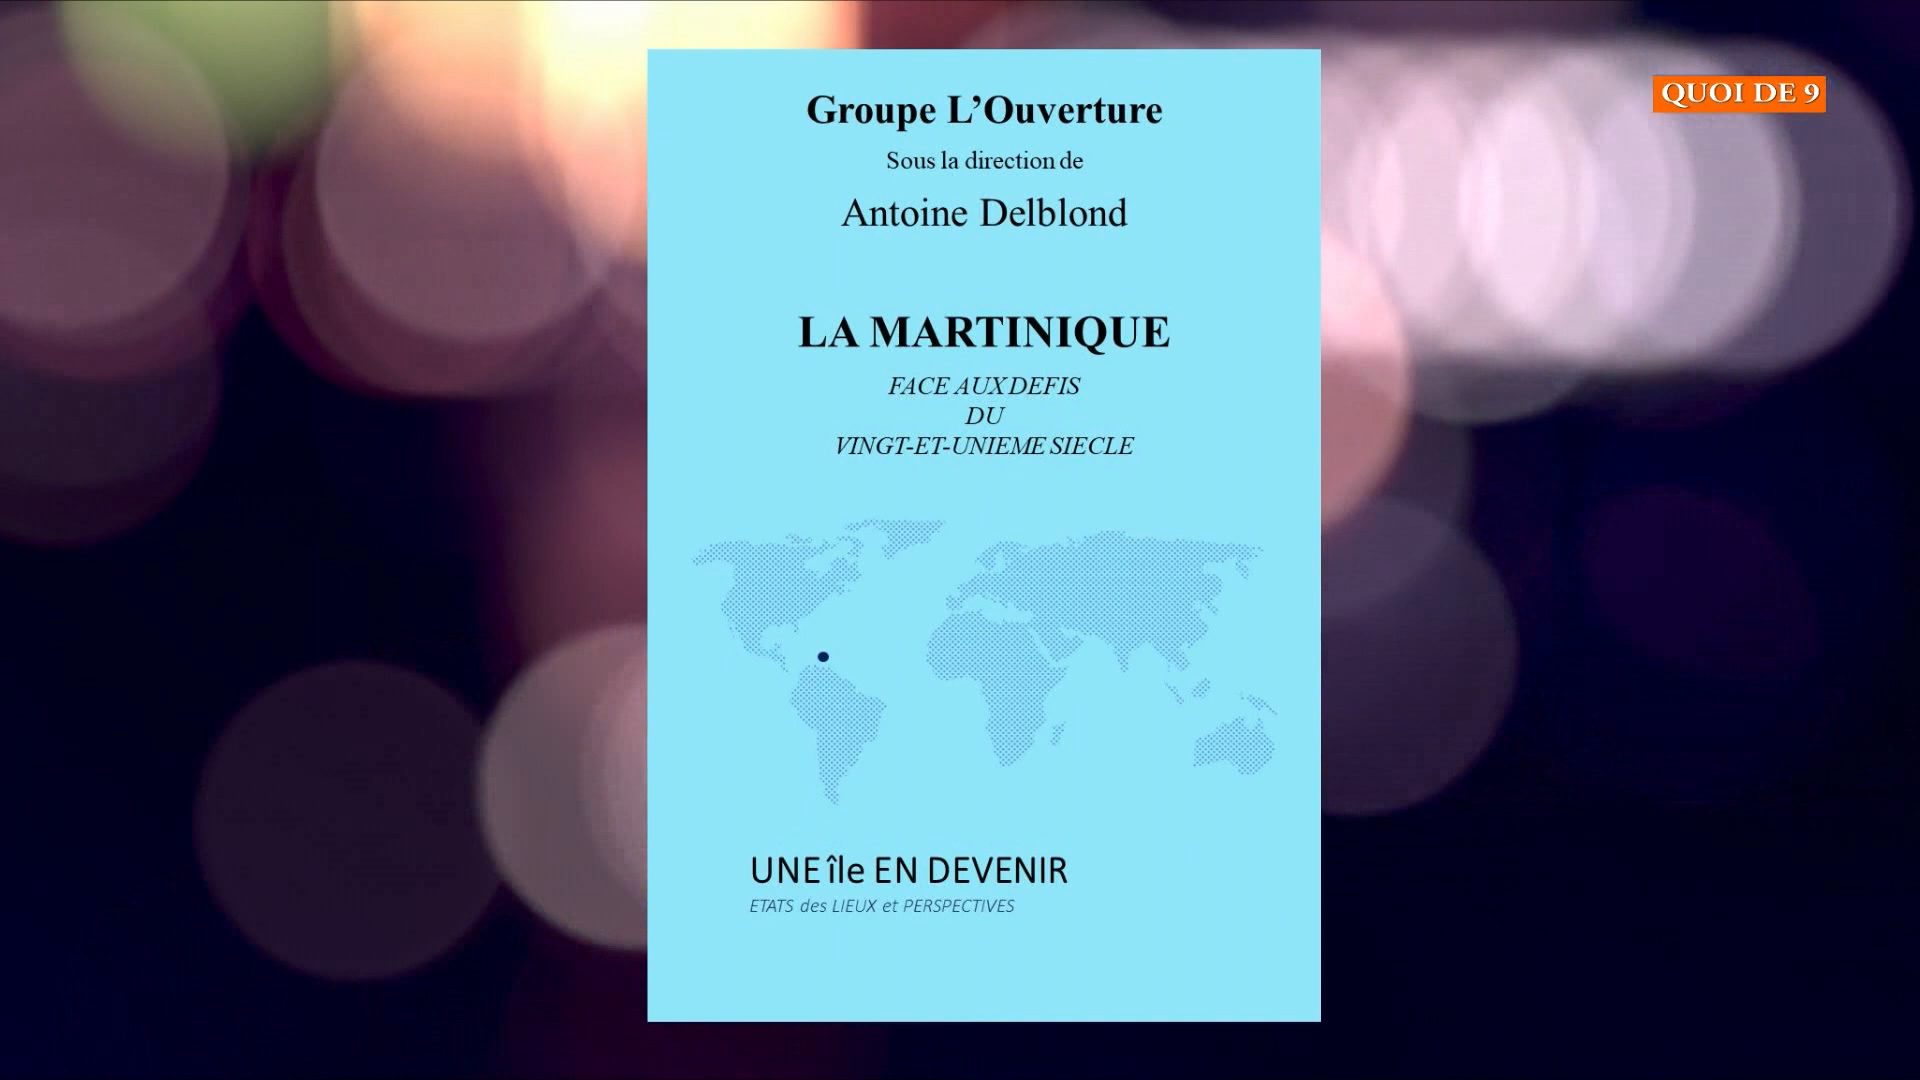 QUOI DE 9
Groupe L’Ouverture
Sous la direction de
Antoine Delblond
LA MARTINIQUE
FACE AUX DEFIS
DU
VINGT-ET-UNIEME SIECLE
UNE île EN DEVENIR
ETATS des LIEUX et PERSPECTIVES